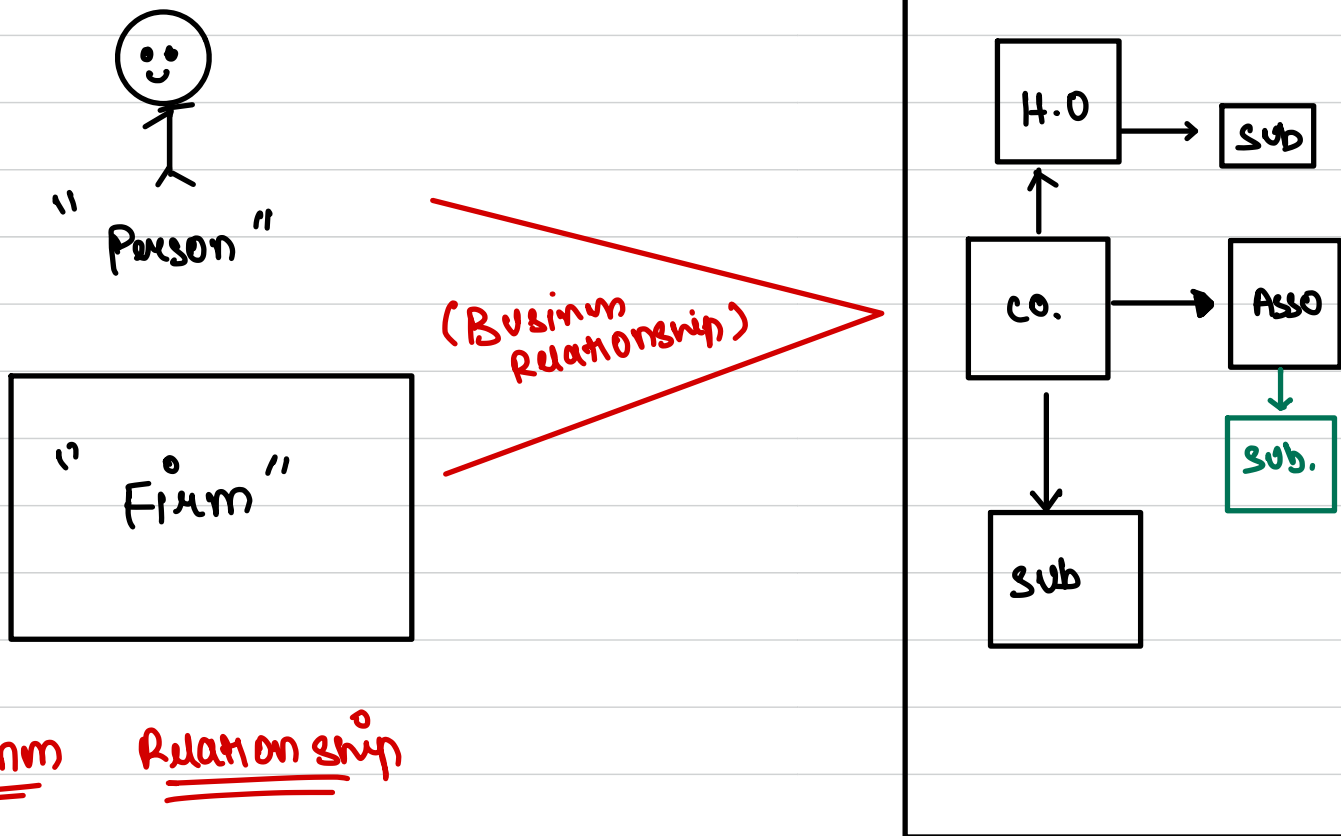 "Person"
(Business
Relationship)
"Firm"
Relationship
H.O
Sub
CO.
Asso
Sub.
Sub